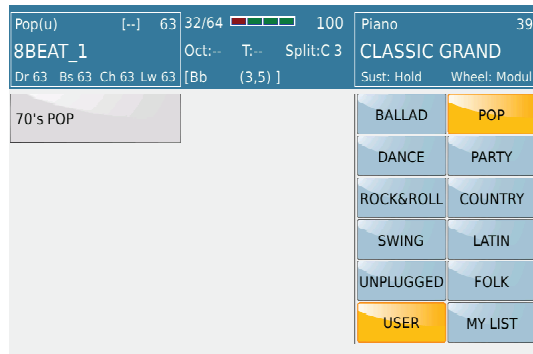 Pop(u) [--] 63 32/64 100 Piano 39
8BEAT_1 Oct:-- T:-- Split:C 3 CLASSIC GRAND
Dr 63 Bs 63 Ch 63 Lw 63 [Bb (3,5) ] Sust: Hold Wheel: Modul
70's POP BALLAD POP
DANCE PARTY
ROCK&ROLL COUNTRY
SWING LATIN
UNPLUGGED FOLK
USER MY LIST